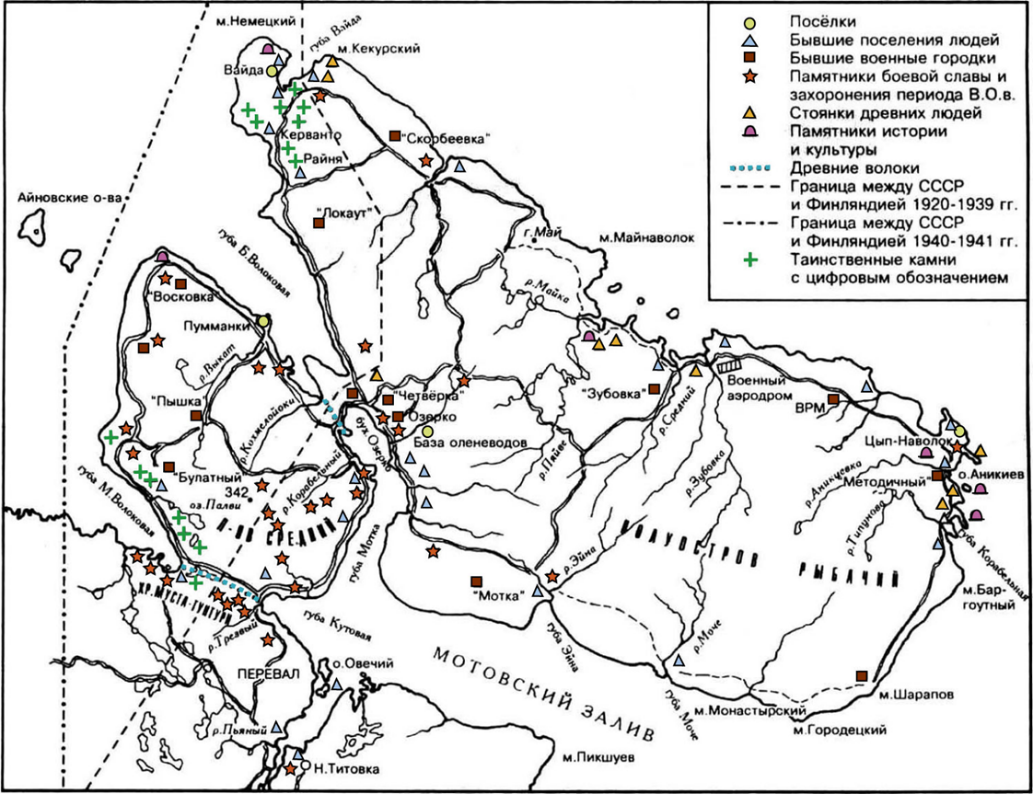 м.Немецкий
губа Вайда
м.Кекурский
Вайда
Керванто
Райня
"Скорбеевка"
"Локаут"
Айновские о-ва
губа Б.Волоковая
г.Май
м.Майнаволок
р.Майка
"Восковка"
Пумманки
р.Выкат
"Пышка"
р.Кохмелойоки
"Четвёрка"
Озерко
бух.Озерко
База оленеводов
"Зубовка"
р.Средний
Военный
аэродром
ВРМ
Цып-Наволок
о.Аникиев
"Методичный"
р.Аникиевка
р.Типунова
р.Зубовка
губа Корабельная
"Булатный"
342
оз.Палви
р.Корабельный
П-ОВ СРЕДНИЙ
губа М.Волоковая
губа Мотка
р.Эйна
ПОЛУОСТРОВ РЫБАЧИЙ
ХР.МУСТА-ТУНТУРИ
"Мотка"
губа Эйна
р.Моче
губа Моче
м.Бар-
гоутный
р.Трезвый
губа Кутовая
ПЕРЕВАЛ
о.Овечий
МОТОВСКИЙ ЗАЛИВ
м.Шарапов
м.Монастырский
м.Городецкий
р.Пьяный
Н.Титовка
м.Пикшуев
Посёлки
Бывшие поселения людей
Бывшие военные городки
Памятники боевой славы и
захоронения периода В.О.в.
Стоянки древних людей
Памятники истории
и культуры
Древние волоки
Граница между СССР
и Финляндией 1920-1939 гг.
Граница между СССР
и Финляндией 1940-1941 гг.
Таинственные камни
с цифровым обозначением